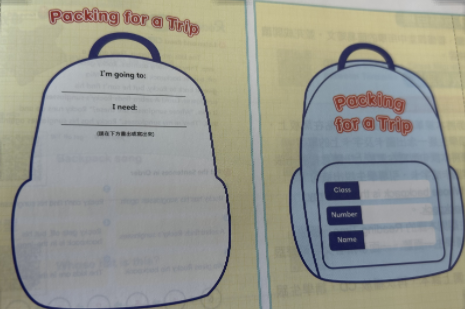 Packing for a Trip
I'm going to:
I need:
Packing
for a Trip
Class
Number
Name